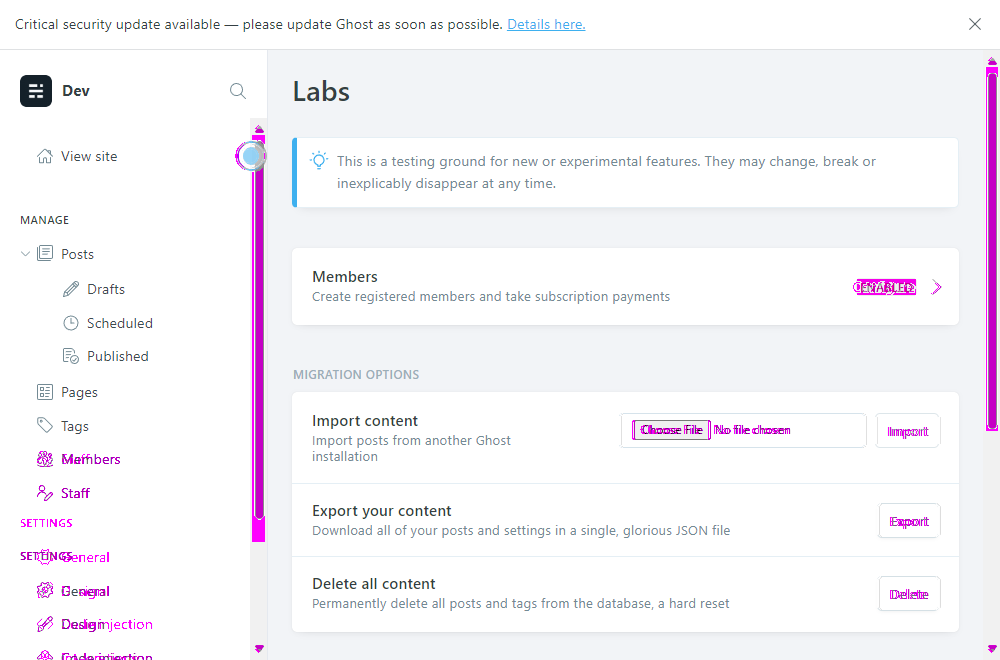 Critical security update available — please update Ghost as soon as possible. Details here.
Dev
View site
MANAGE
Posts
Drafts
Scheduled
Published
Pages
Tags
Members
Staff
SETTINGS
SETTINGS
General
General
Design
injection
Labs
This is a testing ground for new or experimental features. They may change, break or
inexplicably disappear at any time.
Members
Create registered members and take subscription payments
MIGRATION OPTIONS
Import content
Import posts from another Ghost
installation
Choose File No file chosen
Import
Export your content
Download all of your posts and settings in a single, glorious JSON file
Export
Delete all content
Permanently delete all posts and tags from the database, a hard reset
Delete